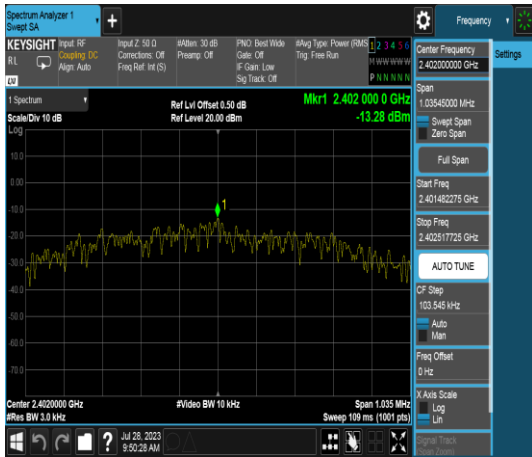 Spectrum Analyzer 1
Swept SA
+
Frequency
KEYSIGHT
RL
LXI
Input: RF
Coupling: DC
Align: Auto
Input Z: 50 Ω
Corrections: Off
Freq Ref: Int (S)
#Atten: 30 dB
Preamp: Off
PNO: Best Wide
Gate: Off
IF Gain: Low
Sig Track: Off
#Avg Type: Power (RMS
Trig: Free Run
1 2 3 4 5 6
M W W W W W
P N N N N N
1 Spectrum
Scale/Div 10 dB
Ref Lvl Offset 0.50 dB
Ref Level 20.00 dBm
Mkr1 2.402 000 0 GHz
-13.28 dBm
Log
10.0
0.00
-10.0
-20.0
-30.0
-40.0
-50.0
-60.0
-70.0
1
Center 2.4020000 GHz
#Res BW 3.0 kHz
#Video BW 10 kHz
Span 1.035 MHz
Sweep 109 ms (1001 pts)
Jul 28, 2023
9:50:28 AM
?
Center Frequency
2.402000000 GHz
Settings
Span
1.03545000 MHz
Swept Span
Zero Span
Full Span
Start Freq
2.401482275 GHz
Stop Freq
2.402517725 GHz
AUTO TUNE
CF Step
103.545 kHz
Auto
Man
Freq Offset
0 Hz
X Axis Scale
Log
Lin
Signal Track
(Span Zoom)